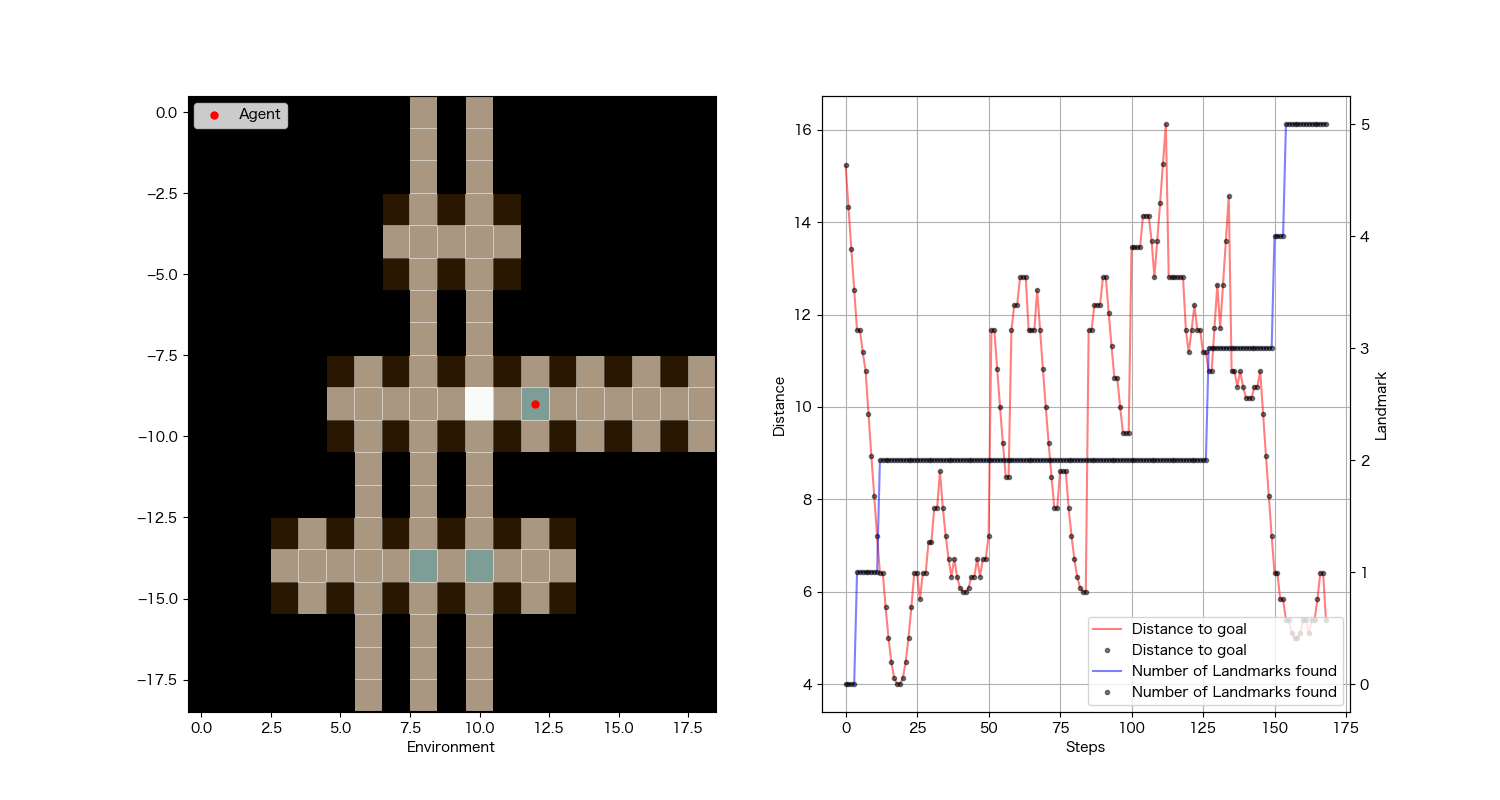 Agent
0.0
−2.5
−5.0
−7.5
−10.0
−12.5
−15.0
−17.5
0.0 2.5 5.0 7.5 10.0 12.5 15.0 17.5
Environment
16
14
12
10
8
6
4
Distance
5
4
3
2
1
0
Landmark
Distance to goal
Distance to goal
Number of Landmarks found
Number of Landmarks found
0 25 50 75 100 125 150 175
Steps